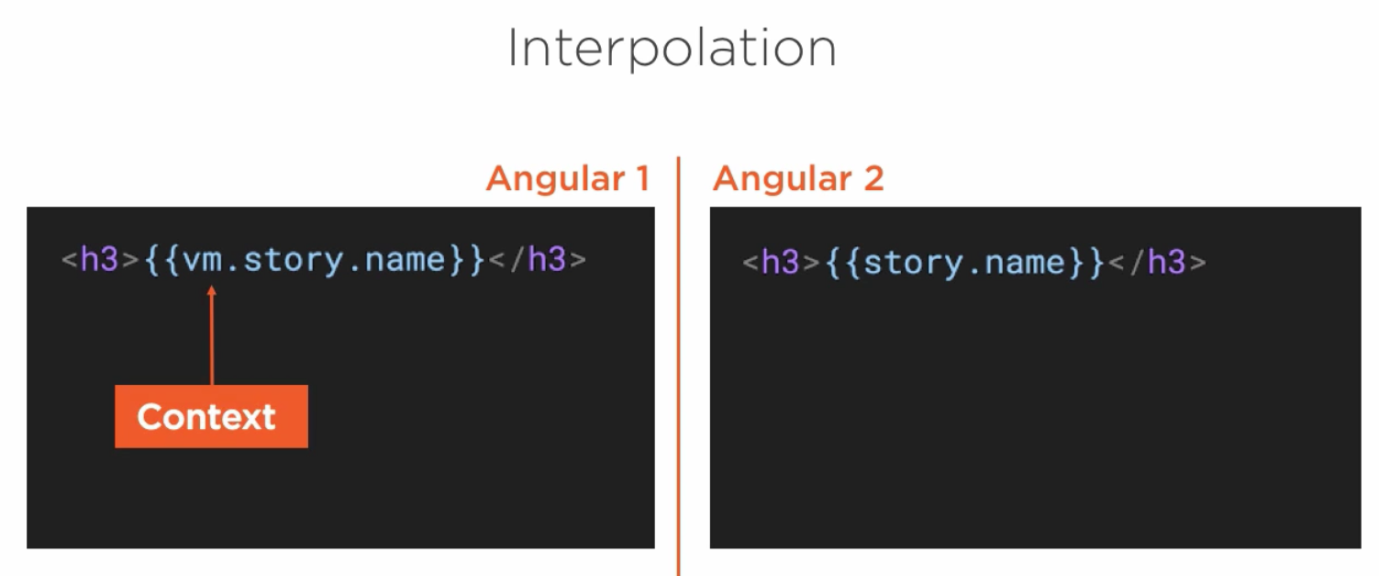 Interpolation
Angular 1
<h3>{{vm.story.name}}</h3>
Context
Angular 2
<h3>{{story.name}}</h3>